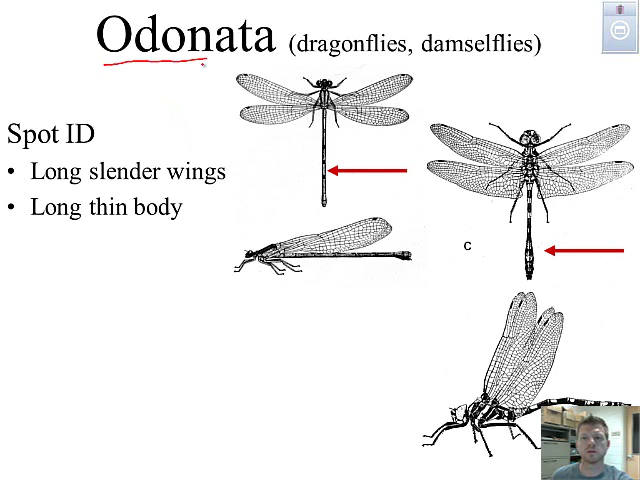 Odonata (dragonflies, damselflies)
Spot ID
• Long slender wings
• Long thin body
C